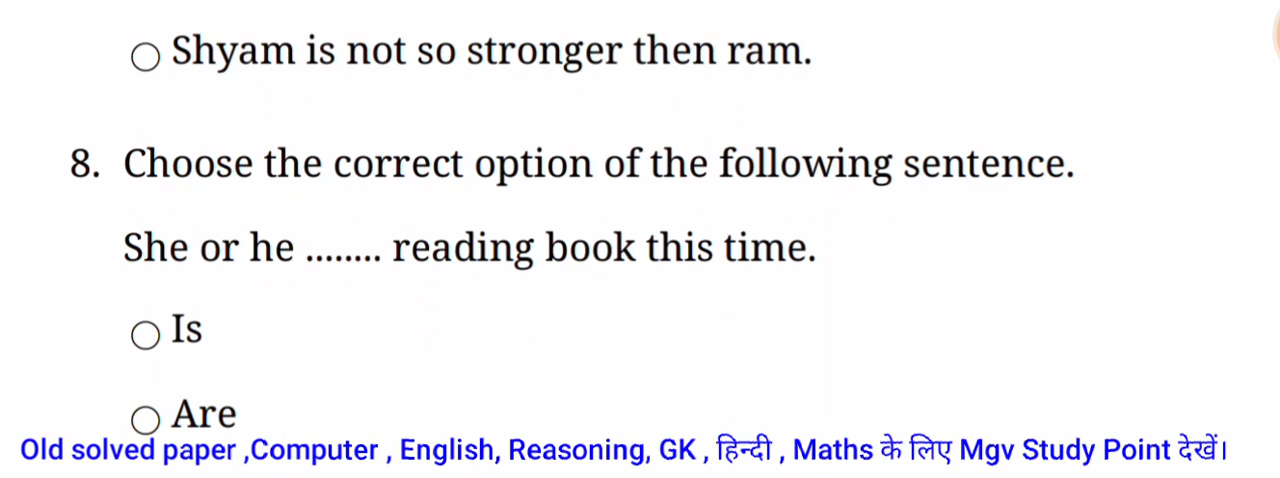 Shyam is not so stronger then ram.
8. Choose the correct option of the following sentence.
She or he ........ reading book this time.
Is
Are
Old solved paper ,Computer , English, Reasoning, GK , हिन्दी , Maths के लिए Mgv Study Point देखें।